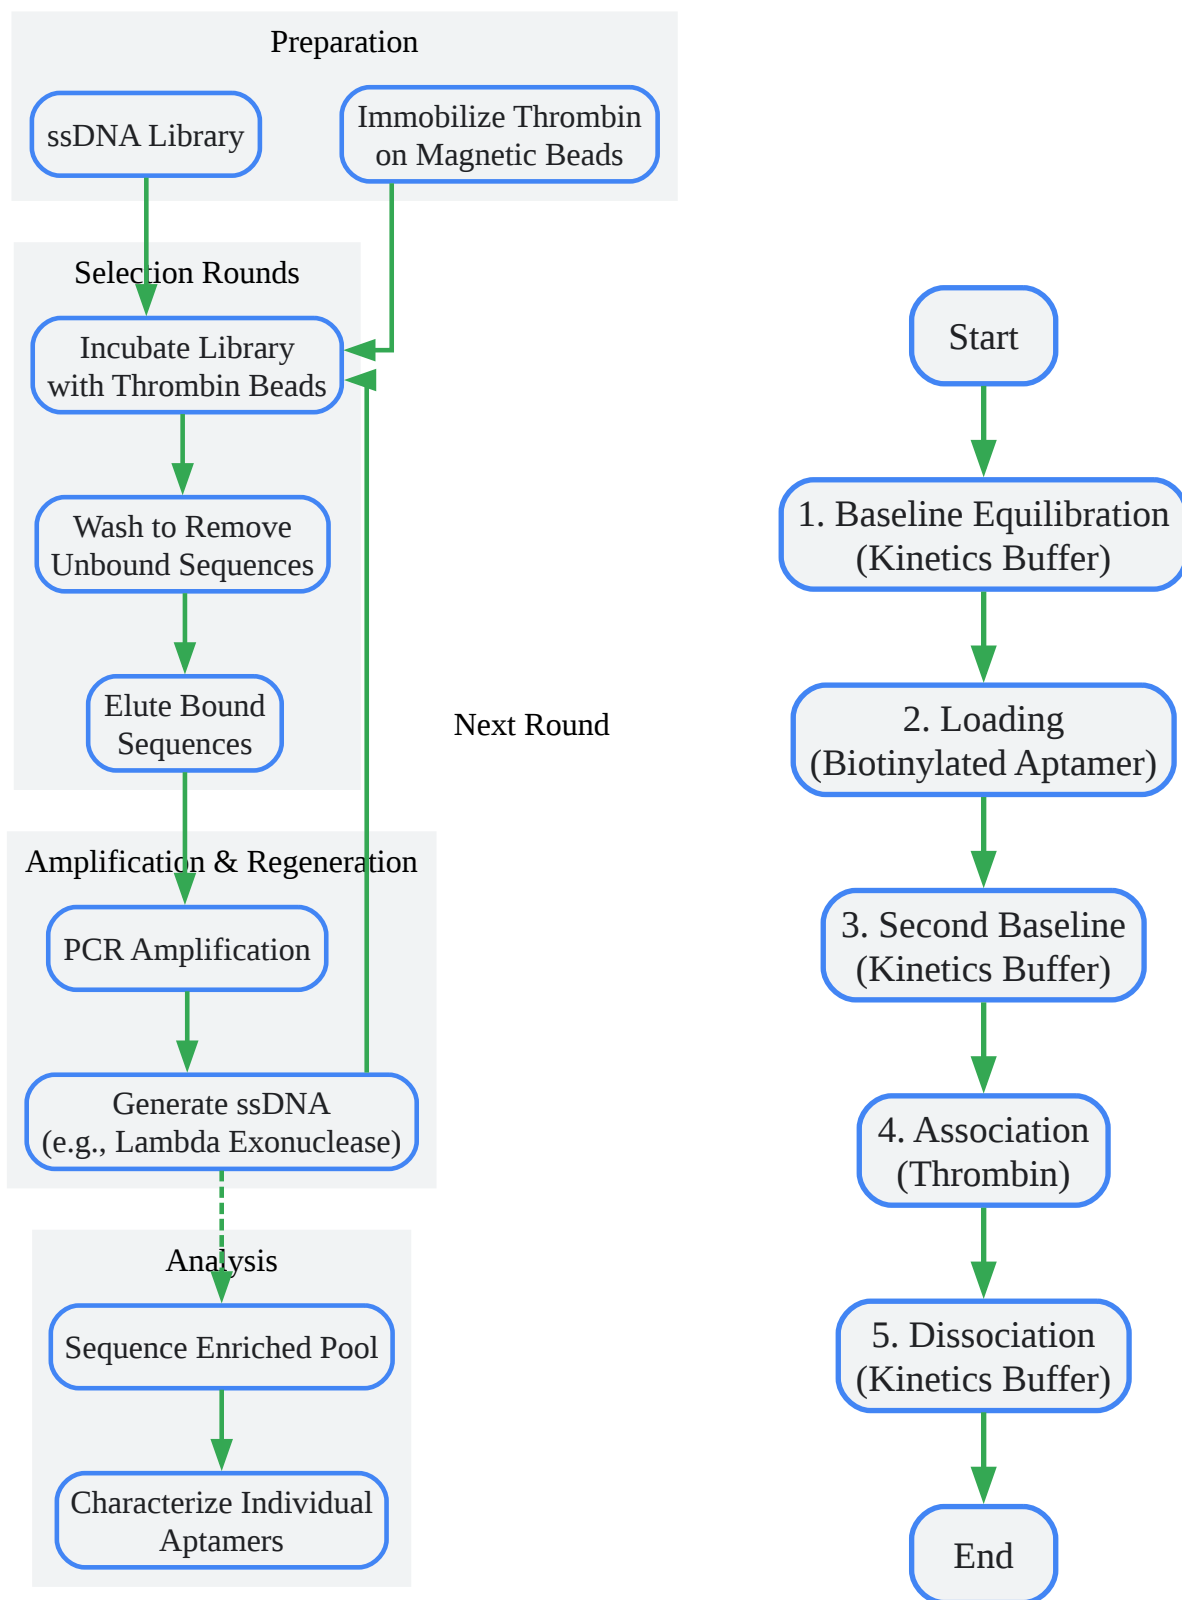 Preparation
ssDNA Library
Immobilize Thrombin
on Magnetic Beads
Selection Rounds
Incubate Library
with Thrombin Beads
Wash to Remove
Unbound Sequences
Elute Bound
Sequences
Next Round
Amplification & Regeneration
PCR Amplification
Generate ssDNA
(e.g., Lambda Exonuclease)
Analysis
Sequence Enriched Pool
Characterize Individual
Aptamers
Start
1. Baseline Equilibration
(Kinetics Buffer)
2. Loading
(Biotinylated Aptamer)
3. Second Baseline
(Kinetics Buffer)
4. Association
(Thrombin)
5. Dissociation
(Kinetics Buffer)
End